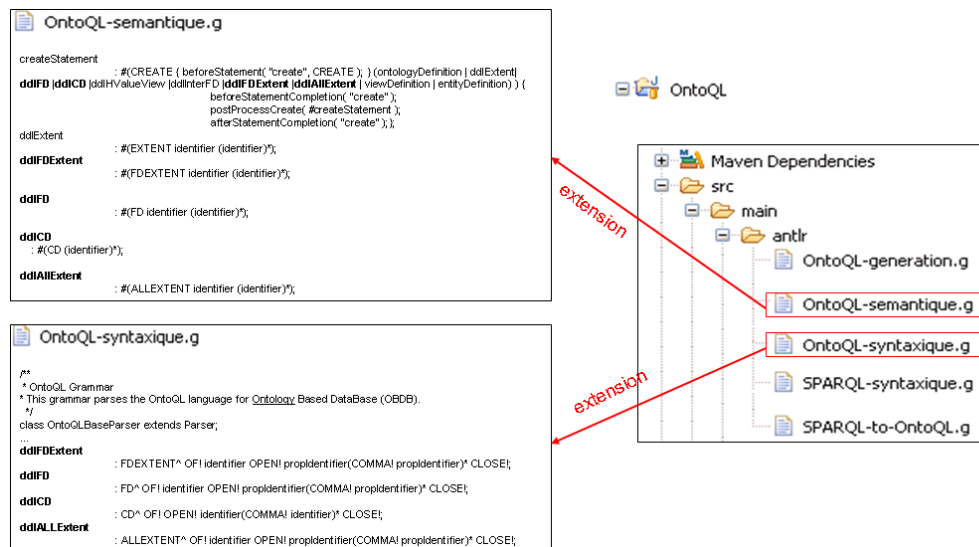 OntoQL-semantique.g
createStatement
: #(CREATE { beforeStatement( "create", CREATE ); } (ontologyDefinition | ddlExtent|
ddlFD |ddlCD |ddlHValueView |ddlInterFD |ddlFDExtent |ddlAllExtent | viewDefinition | entityDefinition) ) {
beforeStatementCompletion( "create" );
postProcessCreate( #createStatement );
afterStatementCompletion( "create" ); };
ddlExtent
: #(EXTENT identifier (identifier)*);
ddlFDExtent
: #(FDEXTENT identifier (identifier)*);
ddlFD
: #(FD identifier (identifier)*);
ddlCD
: #(CD (identifier)*);
ddlAllExtent
: #(ALLEXTENT identifier (identifier)*);
OntoQL-syntaxique.g
/**
* OntoQL Grammar
* This grammar parses the OntoQL language for Ontology Based DataBase (OBDB).
*/
class OntoQLBaseParser extends Parser;
...
ddlFDExtent
: FDEXTENT^ OF! identifier OPEN! propIdentifier(COMMA! propIdentifier)* CLOSE!;
ddlFD
: FD^ OF! identifier OPEN! propIdentifier(COMMA! propIdentifier)* CLOSE!;
ddlCD
: CD^ OF! OPEN! identifier(COMMA! identifier)* CLOSE!;
ddlALLExtent
: ALLEXTENT^ OF! identifier OPEN! propIdentifier(COMMA! propIdentifier)* CLOSE!;
extension
extension
OntoQL
Maven Dependencies
src
main
antlr
OntoQL-generation.g
OntoQL-semantique.g
OntoQL-syntaxique.g
SPARQL-syntaxique.g
SPARQL-to-OntoQL.g